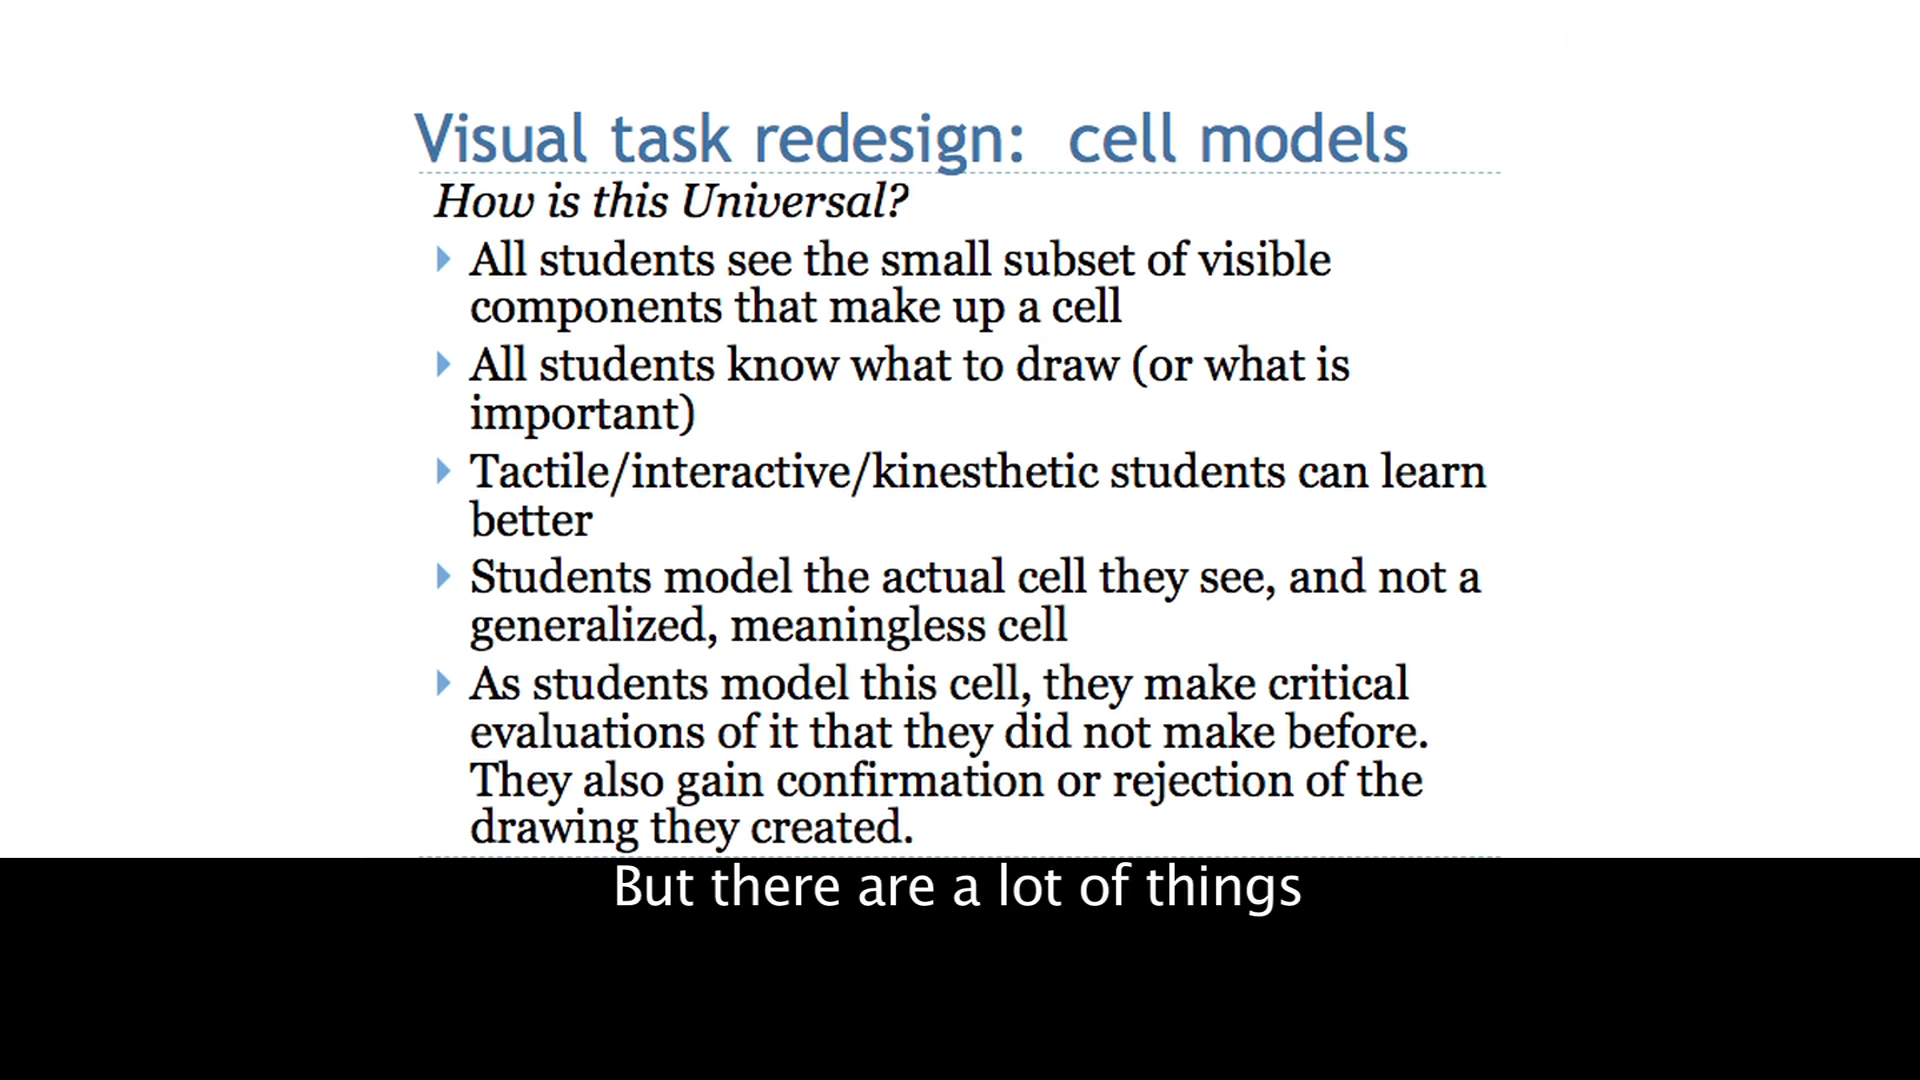 Visual task redesign: cell models
How is this Universal?
All students see the small subset of visible
components that make up a cell
All students know what to draw (or what is
important)
Tactile/interactive/kinesthetic students can learn
better
Students model the actual cell they see, and not a
generalized, meaningless cell
As students model this cell, they make critical
evaluations of it that they did not make before.
They also gain confirmation or rejection of the
drawing they created.
But there are a lot of things